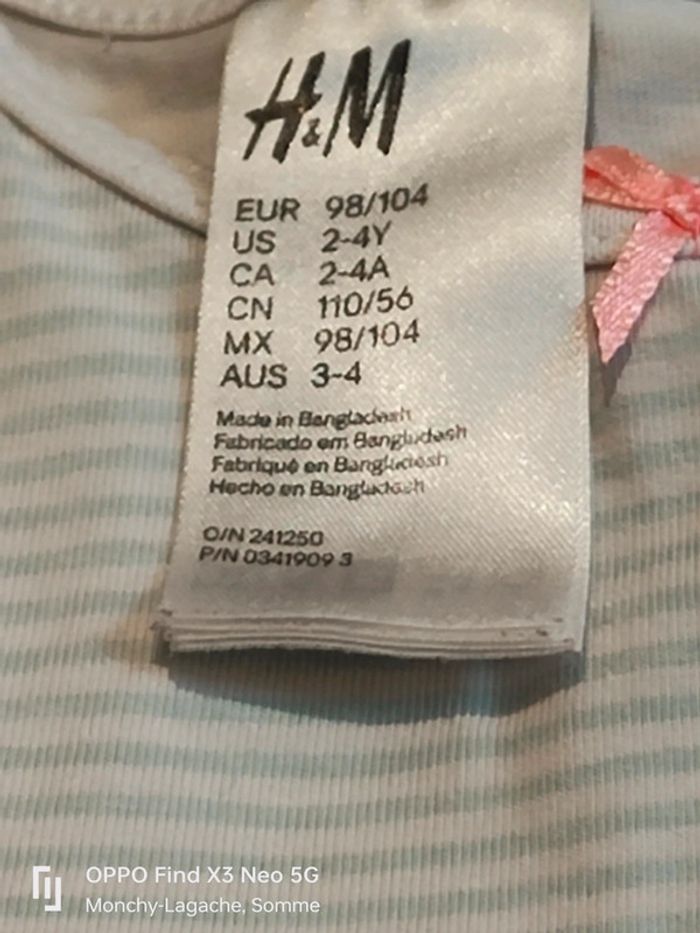 H&M
EUR 98/104
US 2-4Y
CA 2-4A
CN 110/56
MX 98/104
AUS 3-4
Made in Bangladesh
Fabricado em Bangludesh
Fabriqué en Bangladesh
Hecho en Bangladesh
O/N 241250
P/N 0341909 3
OPPO Find X3 Neo 5G
Monchy-Lagache, Somme